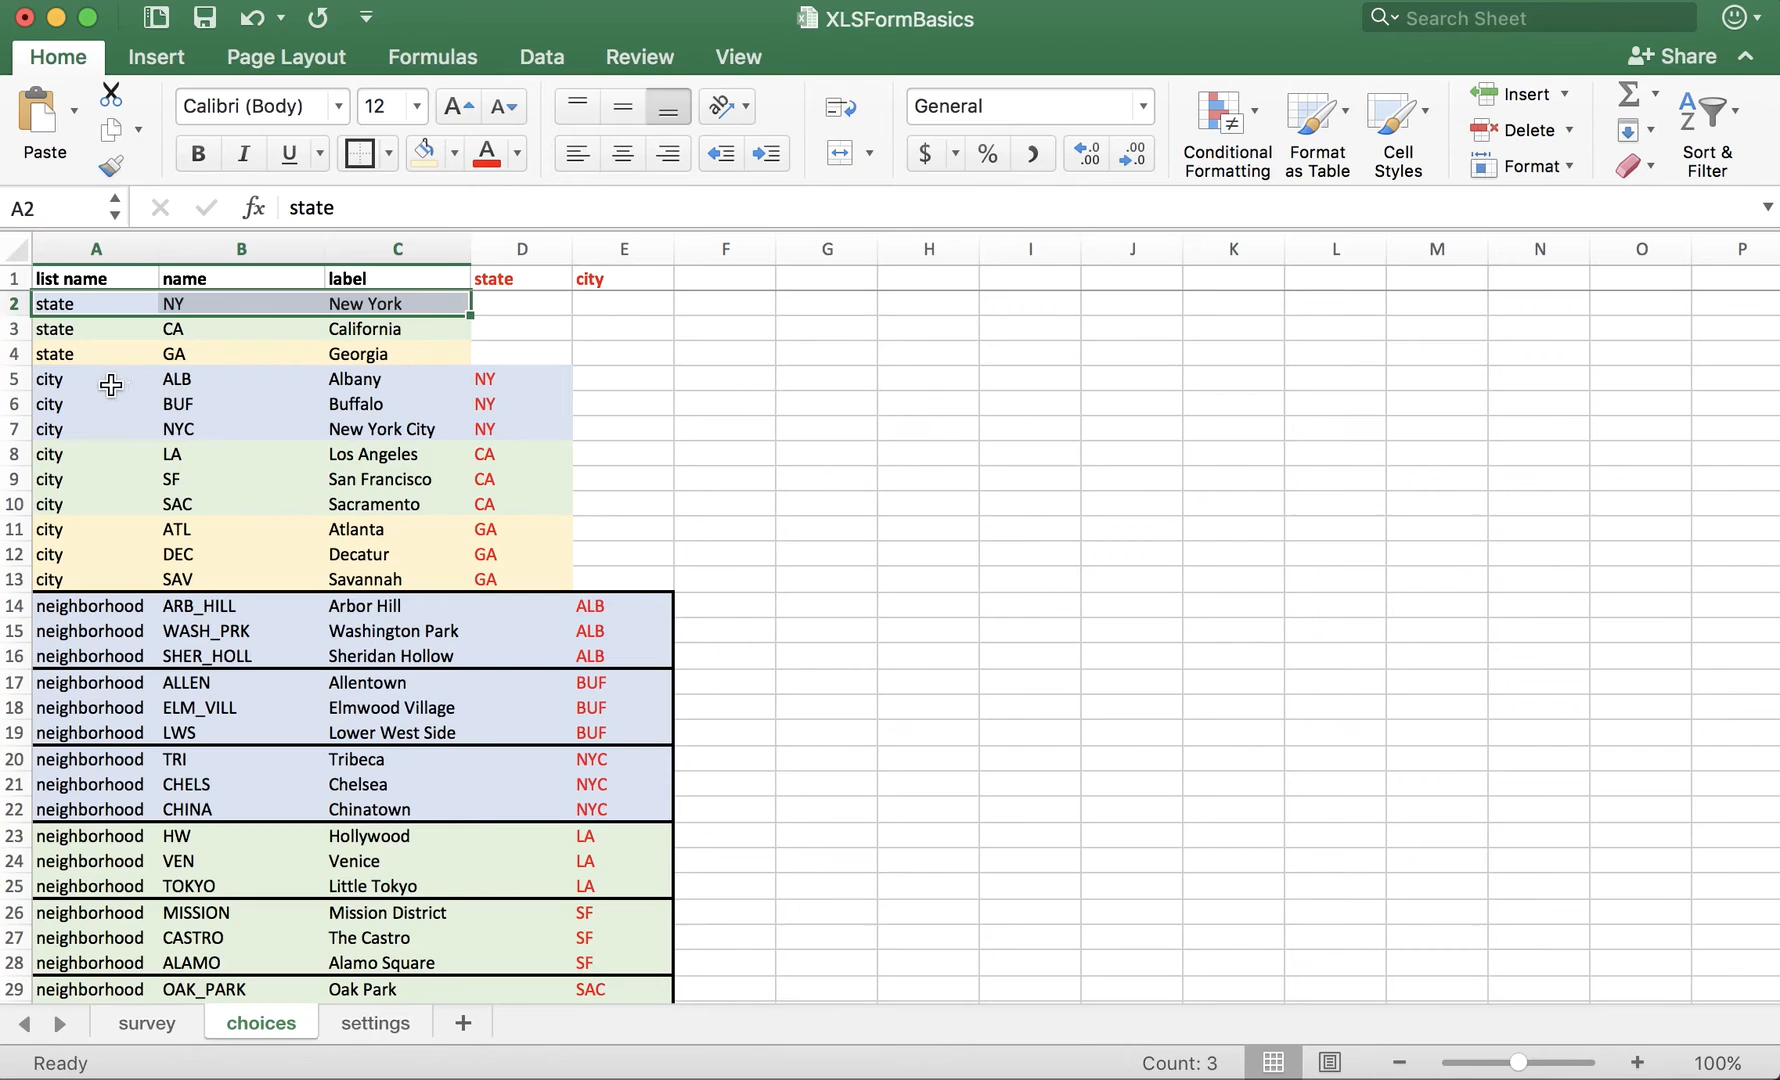 XLSFormBasics
Search Sheet
Home Insert Page Layout Formulas Data Review View Share
Paste
Calibri (Body) 12 A A
B I U A
General
$ % .00 .00
Conditional Formatting
Format as Table
Cell Styles
Insert
Delete
Format
Sort & Filter
A2 fx state
A B C D E F G H I J K L M N O P
1 list name name label state city
2 state NY New York
3 state CA California
4 state GA Georgia
5 city ALB Albany NY
6 city BUF Buffalo NY
7 city NYC New York City NY
8 city LA Los Angeles CA
9 city SF San Francisco CA
10 city SAC Sacramento CA
11 city ATL Atlanta GA
12 city DEC Decatur GA
13 city SAV Savannah GA
14 neighborhood ARB_HILL Arbor Hill ALB
15 neighborhood WASH_PRK Washington Park ALB
16 neighborhood SHER_HOLL Sheridan Hollow ALB
17 neighborhood ALLEN Allentown BUF
18 neighborhood ELM_VILL Elmwood Village BUF
19 neighborhood LWS Lower West Side BUF
20 neighborhood TRI Tribeca NYC
21 neighborhood CHELS Chelsea NYC
22 neighborhood CHINA Chinatown NYC
23 neighborhood HW Hollywood LA
24 neighborhood VEN Venice LA
25 neighborhood TOKYO Little Tokyo LA
26 neighborhood MISSION Mission District SF
27 neighborhood CASTRO The Castro SF
28 neighborhood ALAMO Alamo Square SF
29 neighborhood OAK_PARK Oak Park SAC
survey choices settings +
Ready Count: 3 100%